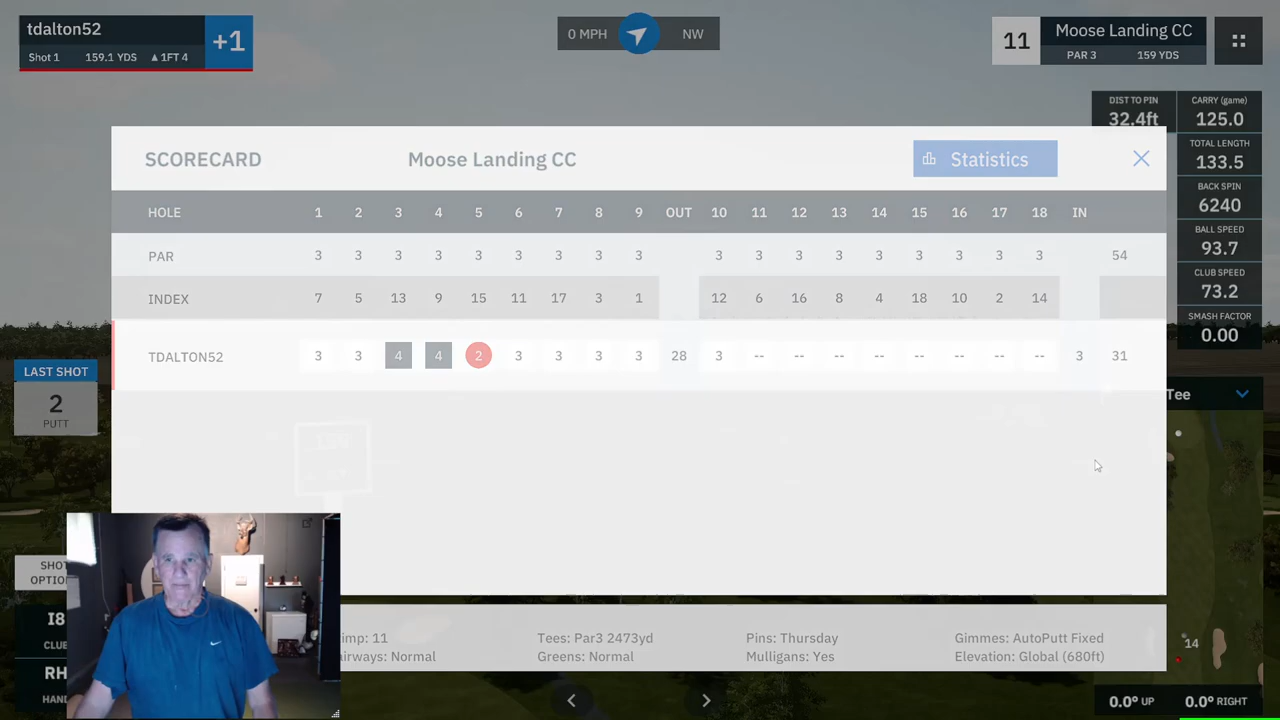 tdalton52
Shot 1 159.1 YDS ▲1FT 4
+1
0 MPH NW
11
Moose Landing CC
PAR 3 159 YDS
DIST TO PIN
32.4ft
CARRY (game)
125.0
TOTAL LENGTH
133.5
BACK SPIN
6240
BALL SPEED
93.7
CLUB SPEED
73.2
SMASH FACTOR
0.00
SCORECARD Moose Landing CC Statistics
HOLE 1 2 3 4 5 6 7 8 9 OUT 10 11 12 13 14 15 16 17 18 IN
PAR 3 3 3 3 3 3 3 3 3 3 3 3 3 3 3 3 3 3 54
INDEX 7 5 13 9 15 11 17 3 1 12 6 16 8 4 18 10 2 14
TDALTON52 3 3 4 4 2 3 3 3 3 28 3 -- -- -- -- -- -- -- -- 3 31
LAST SHOT
2
PUTT
Tee
159
SHOT
OPTIO
I8
CLUB
RH
HAND
imp: 11
airways: Normal
Tees: Par3 2473yd
Greens: Normal
Pins: Thursday
Mulligans: Yes
Gimmes: AutoPutt Fixed
Elevation: Global (680ft)
14
0.0° UP 0.0° RIGHT